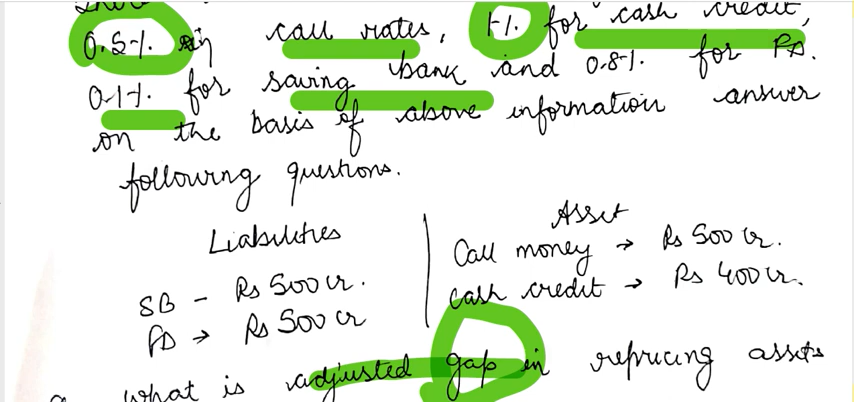 0.5% in call rates, 1% for cash credit,
0.1% for saving bank and 0.8% for FD.
on the basis of above information answer
following questions.
Liabilities
SB - Rs 500 cr.
FD → Rs 500 cr
Asset
Call money → Rs 500 cr.
cash credit → Rs 400 cr.
what is adjusted gap in repricing assets